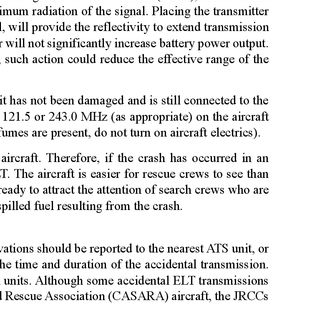 imum radiation of the signal. Placing the transmitter
, will provide the reflectivity to extend transmission
r will not significantly increase battery power output.
, such action could reduce the effective range of the
it has not been damaged and is still connected to the
121.5 or 243.0 MHz (as appropriate) on the aircraft
fumes are present, do not turn on aircraft electrics).
aircraft. Therefore, if the crash has occurred in an
T. The aircraft is easier for rescue crews to see than
ready to attract the attention of search crews who are
spilled fuel resulting from the crash.
vations should be reported to the nearest ATS unit, or
he time and duration of the accidental transmission.
units. Although some accidental ELT transmissions
d Rescue Association (CASARA) aircraft, the JRCCs